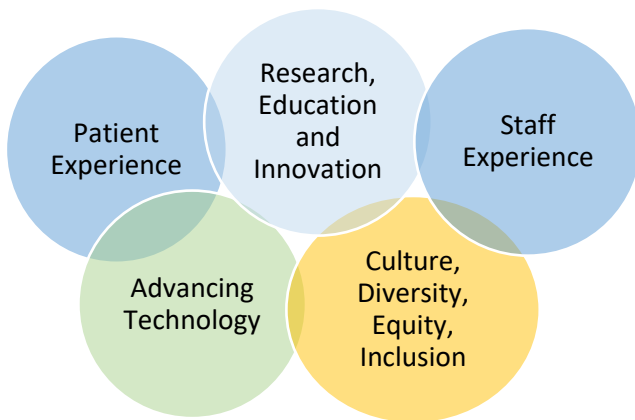 Patient
Experience
Research,
Education
and
Innovation
Staff
Experience
Advancing
Technology
Culture,
Diversity,
Equity,
Inclusion